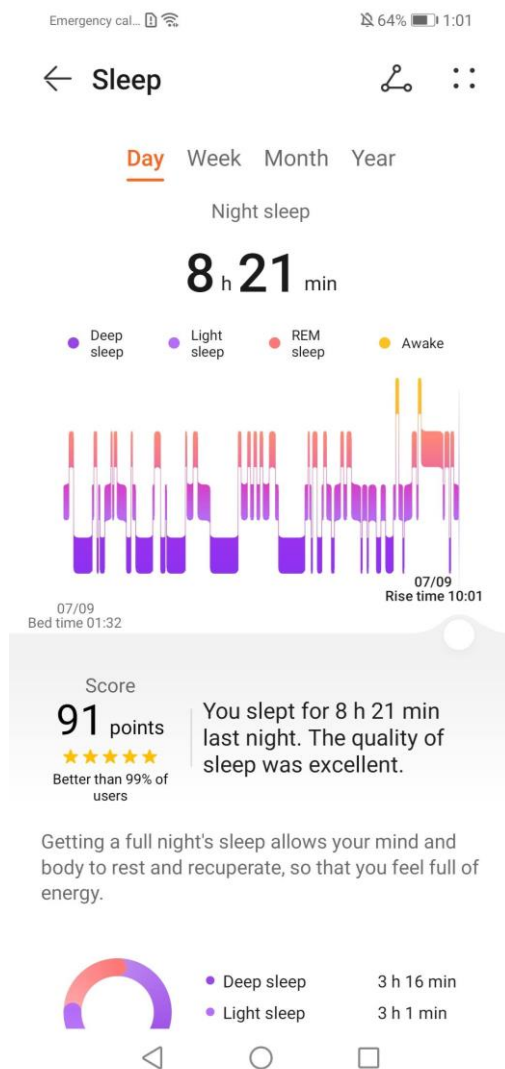 Emergency cal... 64% 1:01
Sleep
Day Week Month Year
Night sleep
8 h 21 min
Deep sleep
Light sleep
REM sleep
Awake
07/09
Bed time 01:32
07/09
Rise time 10:01
Score
91 points
Better than 99% of
users
You slept for 8 h 21 min
last night. The quality of
sleep was excellent.
Getting a full night's sleep allows your mind and
body to rest and recuperate, so that you feel full of
energy.
Deep sleep 3 h 16 min
Light sleep 3 h 1 min